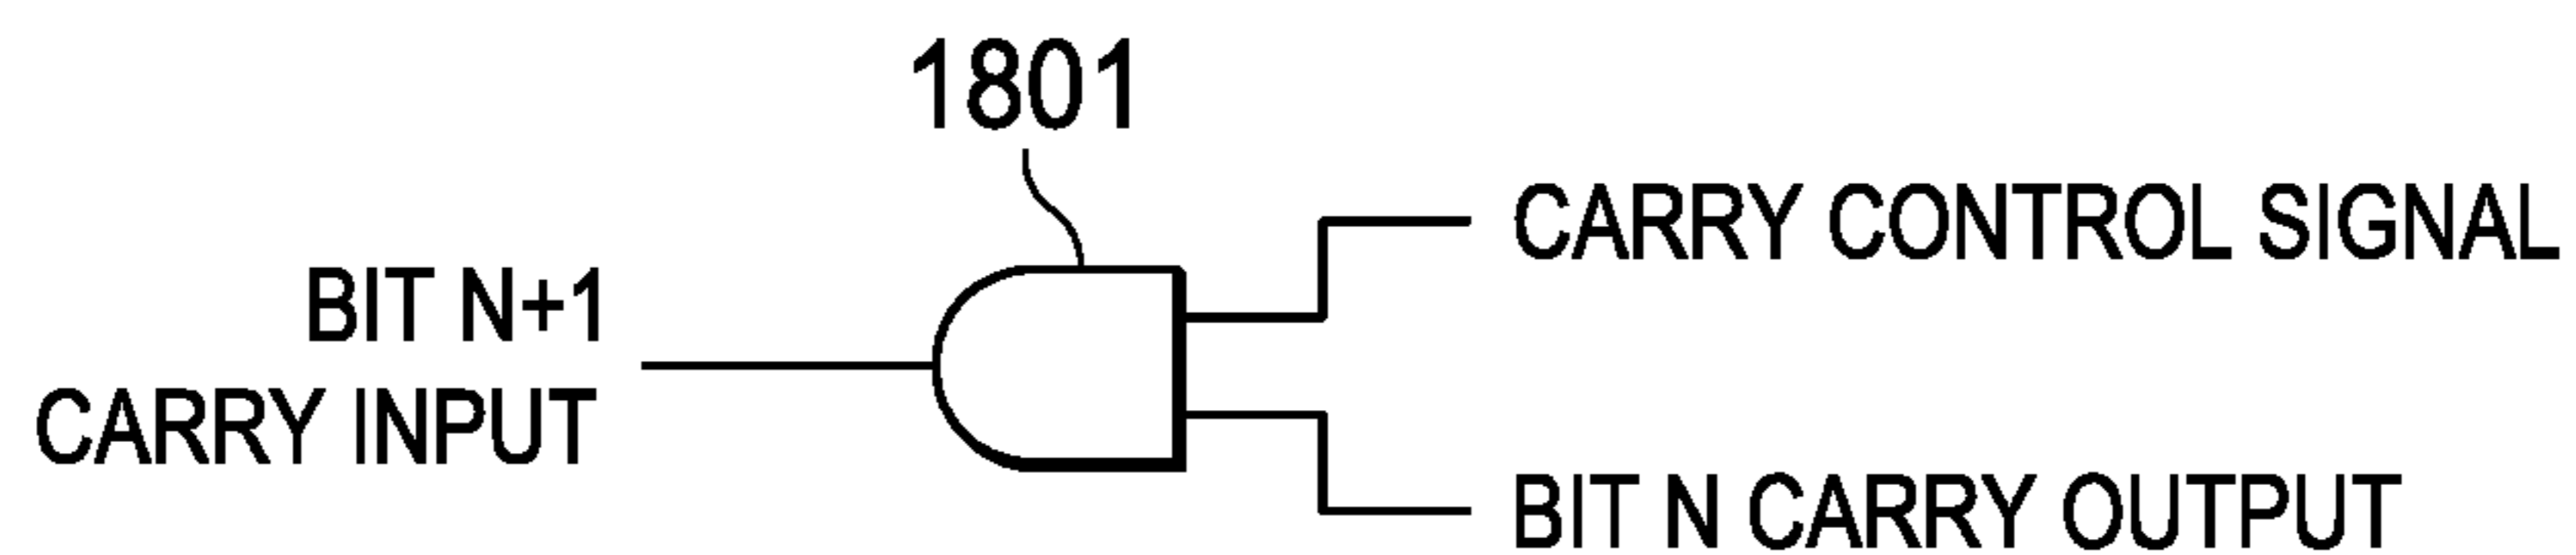 1801
CARRY CONTROL SIGNAL
BIT N+1
CARRY INPUT
BIT N CARRY OUTPUT